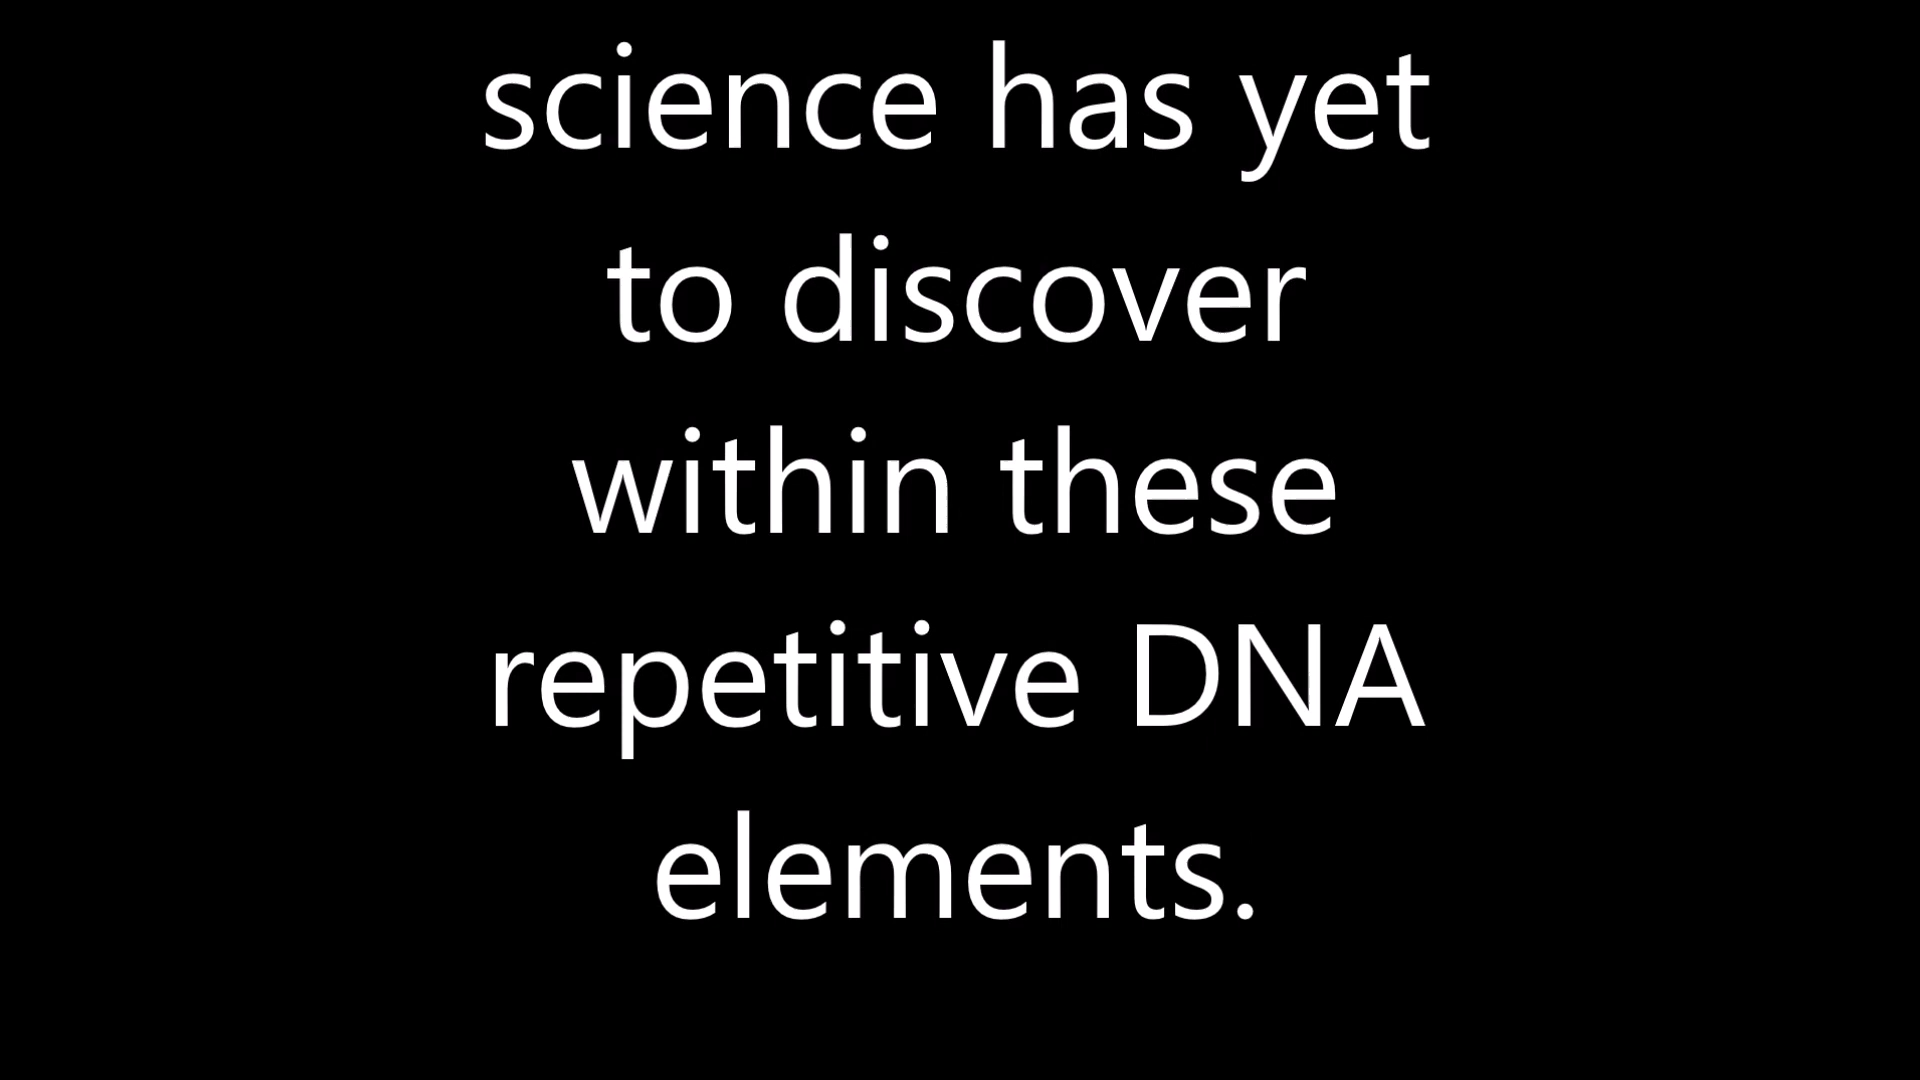 science has yet
to discover
within these
repetitive DNA
elements.